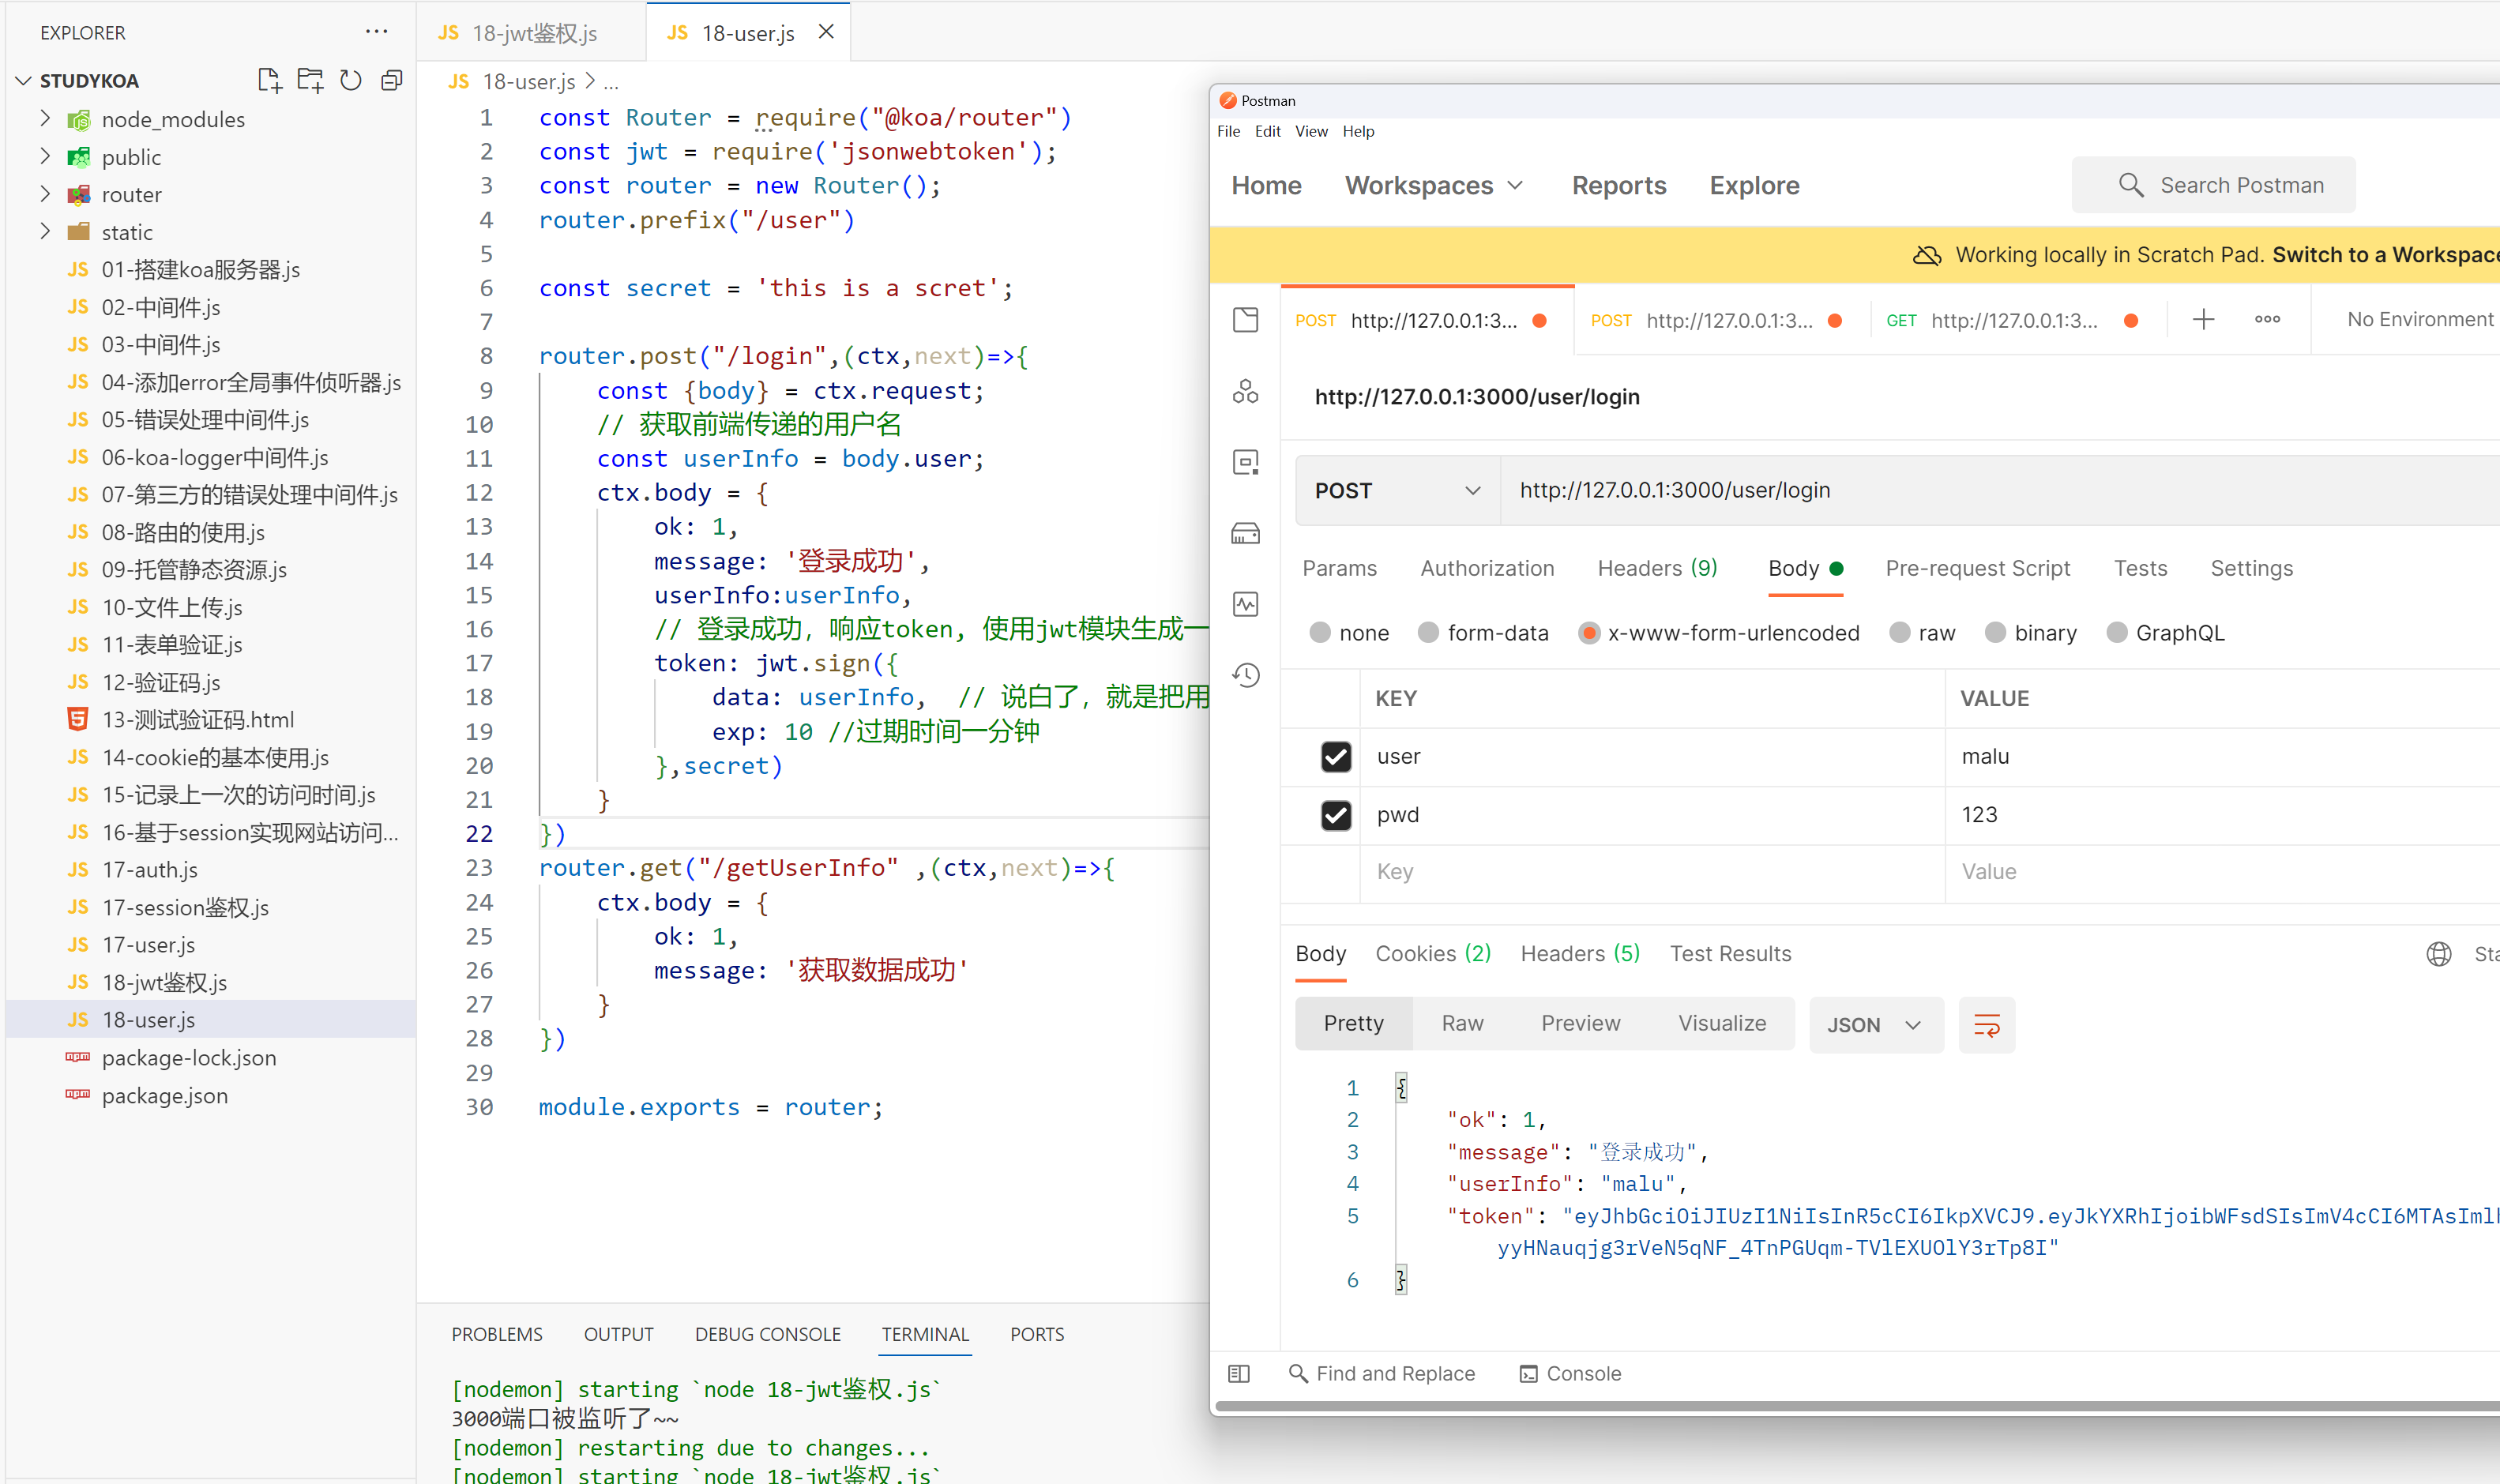 EXPLORER
STUDYKOA
node_modules
public
router
static
JS 01-搭建koa服务器.js
JS 02-中间件.js
JS 03-中间件.js
JS 04-添加error全局事件侦听器.js
JS 05-错误处理中间件.js
JS 06-koa-logger中间件.js
JS 07-第三方的错误处理中间件.js
JS 08-路由的使用.js
JS 09-托管静态资源.js
JS 10-文件上传.js
JS 11-表单验证.js
JS 12-验证码.js
13-测试验证码.html
JS 14-cookie的基本使用.js
JS 15-记录上一次的访问时间.js
JS 16-基于session实现网站访问...
JS 17-auth.js
JS 17-session鉴权.js
JS 17-user.js
JS 18-jwt鉴权.js
JS 18-user.js
package-lock.json
package.json
JS 18-jwt鉴权.js
JS 18-user.js
JS 18-user.js > ...
1 const Router = require("@koa/router")
2 const jwt = require('jsonwebtoken');
3 const router = new Router();
4 router.prefix("/user")
5
6 const secret = 'this is a scret';
7
8 router.post("/login",(ctx,next)=>{
9 const {body} = ctx.request;
10 // 获取前端传递的用户名
11 const userInfo = body.user;
12 ctx.body = {
13 ok: 1,
14 message: '登录成功',
15 userInfo:userInfo,
16 // 登录成功, 响应token, 使用jwt模块生成一
17 token: jwt.sign({
18 data: userInfo, // 说白了, 就是把用
19 exp: 10 //过期时间一分钟
20 },secret)
21 }
22 })
23 router.get("/getUserInfo" ,(ctx,next)=>{
24 ctx.body = {
25 ok: 1,
26 message: '获取数据成功'
27 }
28 })
29
30 module.exports = router;
PROBLEMS OUTPUT DEBUG CONSOLE TERMINAL PORTS
[nodemon] starting `node 18-jwt鉴权.js`
3000端口被监听了~~
[nodemon] restarting due to changes...
[nodemon] starting `node 18-jwt鉴权.js`
Postman
File Edit View Help
Home Workspaces Reports Explore Search Postman
Working locally in Scratch Pad. Switch to a Workspace
POST http://127.0.0.1:3... POST http://127.0.0.1:3... GET http://127.0.0.1:3... No Environment
http://127.0.0.1:3000/user/login
POST http://127.0.0.1:3000/user/login
Params Authorization Headers (9) Body Pre-request Script Tests Settings
none form-data x-www-form-urlencoded raw binary GraphQL
KEY VALUE
user malu
pwd 123
Key Value
Body Cookies (2) Headers (5) Test Results Sta
Pretty Raw Preview Visualize JSON
1 {
2 "ok": 1,
3 "message": "登录成功",
4 "userInfo": "malu",
5 "token": "eyJhbGciOiJIUzI1NiIsInR5cCI6IkpXVCJ9.eyJkYXRhIjoibWFsdSIsImV4cCI6MTAsImlh
yyHNauqjg3rVeN5qNF_4TnPGUqm-TVlEXUOlY3rTp8I"
6 }
Find and Replace Console